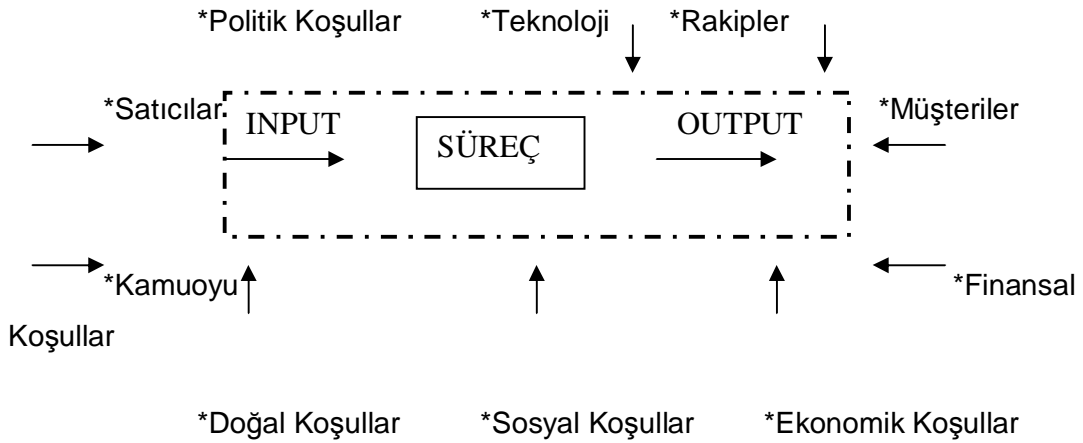 *Politik Koşullar *Teknoloji *Rakipler
*Satıcılar INPUT SÜREÇ OUTPUT *Müşteriler
*Kamuoyu *Finansal
Koşullar
*Doğal Koşullar *Sosyal Koşullar *Ekonomik Koşullar